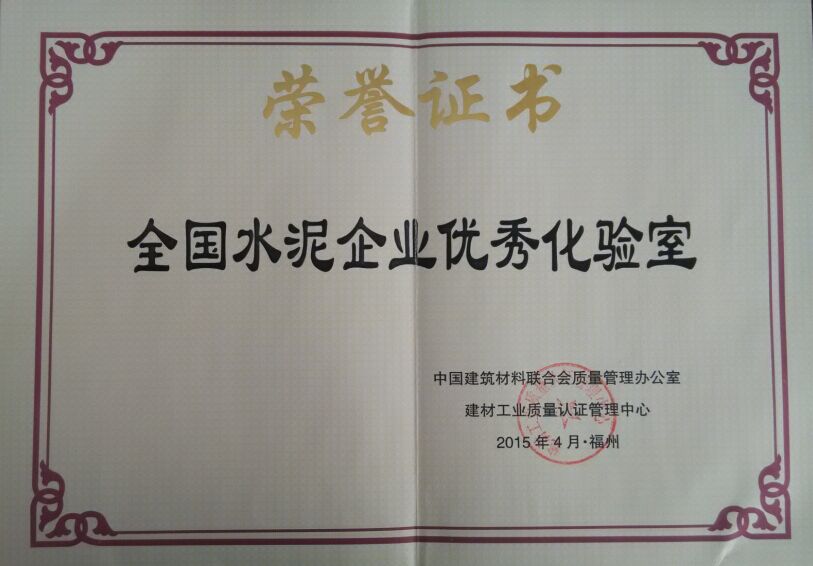 荣誉证书
全国水泥企业优秀化验室
中国建筑材料联合会质量管理办公室
建材工业质量认证管理中心
2015年4月·福州